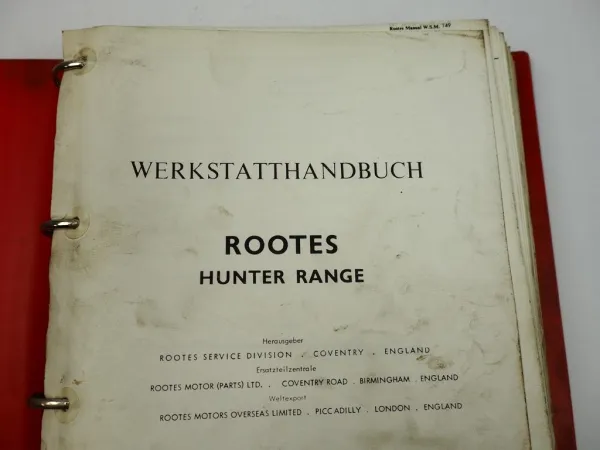 Rootes Manual W.S.M. 149
WERKSTATTHANDBUCH
ROOTES
HUNTER RANGE
Herausgeber
ROOTES SERVICE DIVISION . COVENTRY . ENGLAND
Ersatzteilzentrale
ROOTES MOTOR (PARTS) LTD. . COVENTRY ROAD . BIRMINGHAM . ENGLAND
Weltexport
ROOTES MOTORS OVERSEAS LIMITED . PICCADILLY . LONDON . ENGLAND